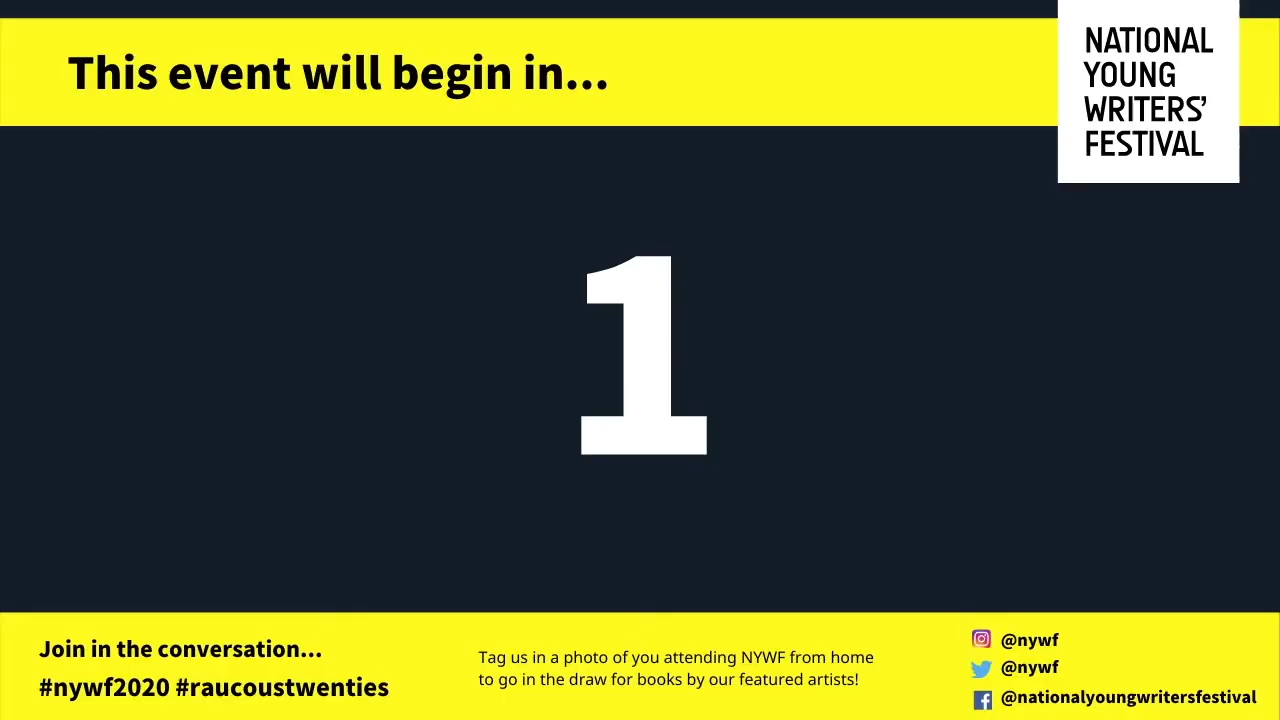 This event will begin in...
NATIONAL
YOUNG
WRITERS'
FESTIVAL
1
Join in the conversation...
#nywf2020 #raucoustwenties
Tag us in a photo of you attending NYWF from home
to go in the draw for books by our featured artists!
@nywf
@nywf
@nationalyoungwritersfestival